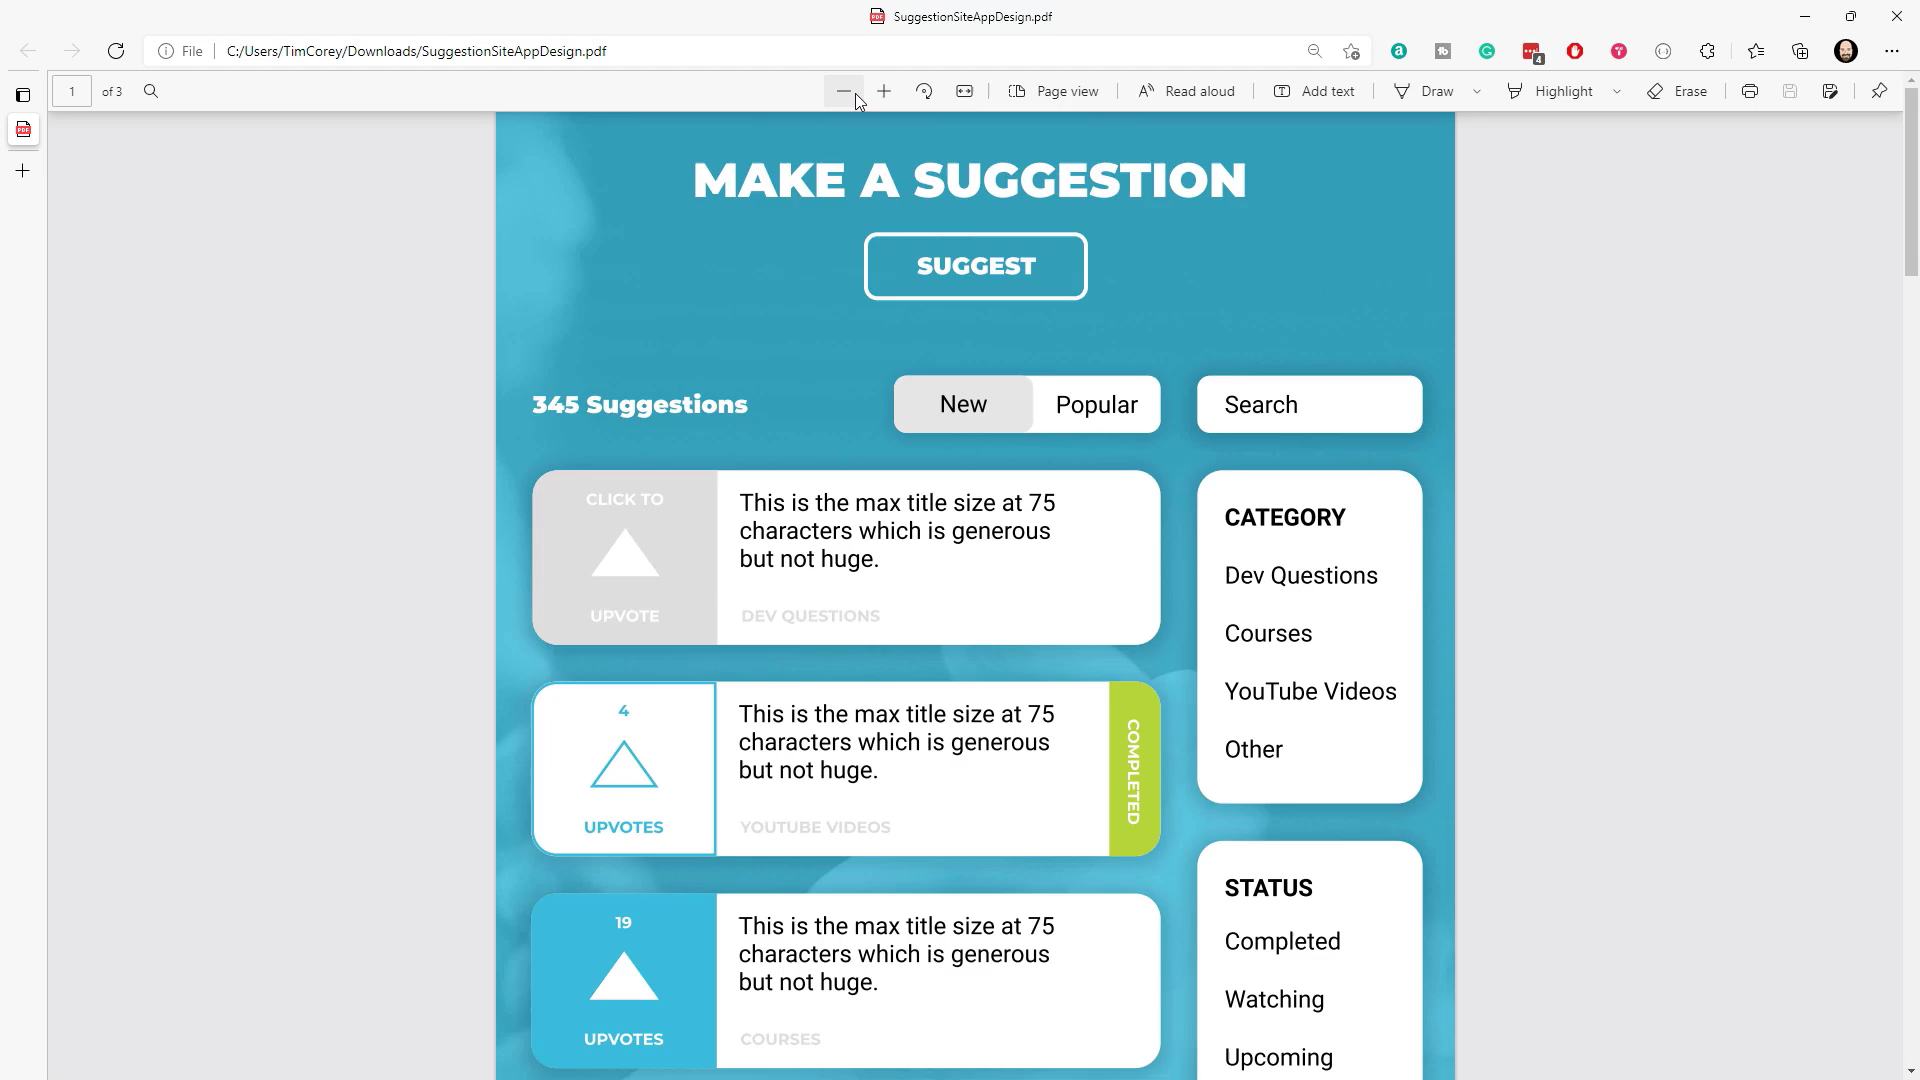 SuggestionSiteAppDesign.pdf
File
C:/Users/TimCorey/Downloads/SuggestionSiteAppDesign.pdf
4
1 of 3
Page view
Read aloud
Add text
Draw
Highlight
Erase
MAKE A SUGGESTION
SUGGEST
345 Suggestions
New
Popular
Search
CLICK TO
UPVOTE
This is the max title size at 75
characters which is generous
but not huge.
DEV QUESTIONS
4
UPVOTES
This is the max title size at 75
characters which is generous
but not huge.
YOUTUBE VIDEOS
COMPLETED
19
UPVOTES
This is the max title size at 75
characters which is generous
but not huge.
COURSES
CATEGORY
Dev Questions
Courses
YouTube Videos
Other
STATUS
Completed
Watching
Upcoming